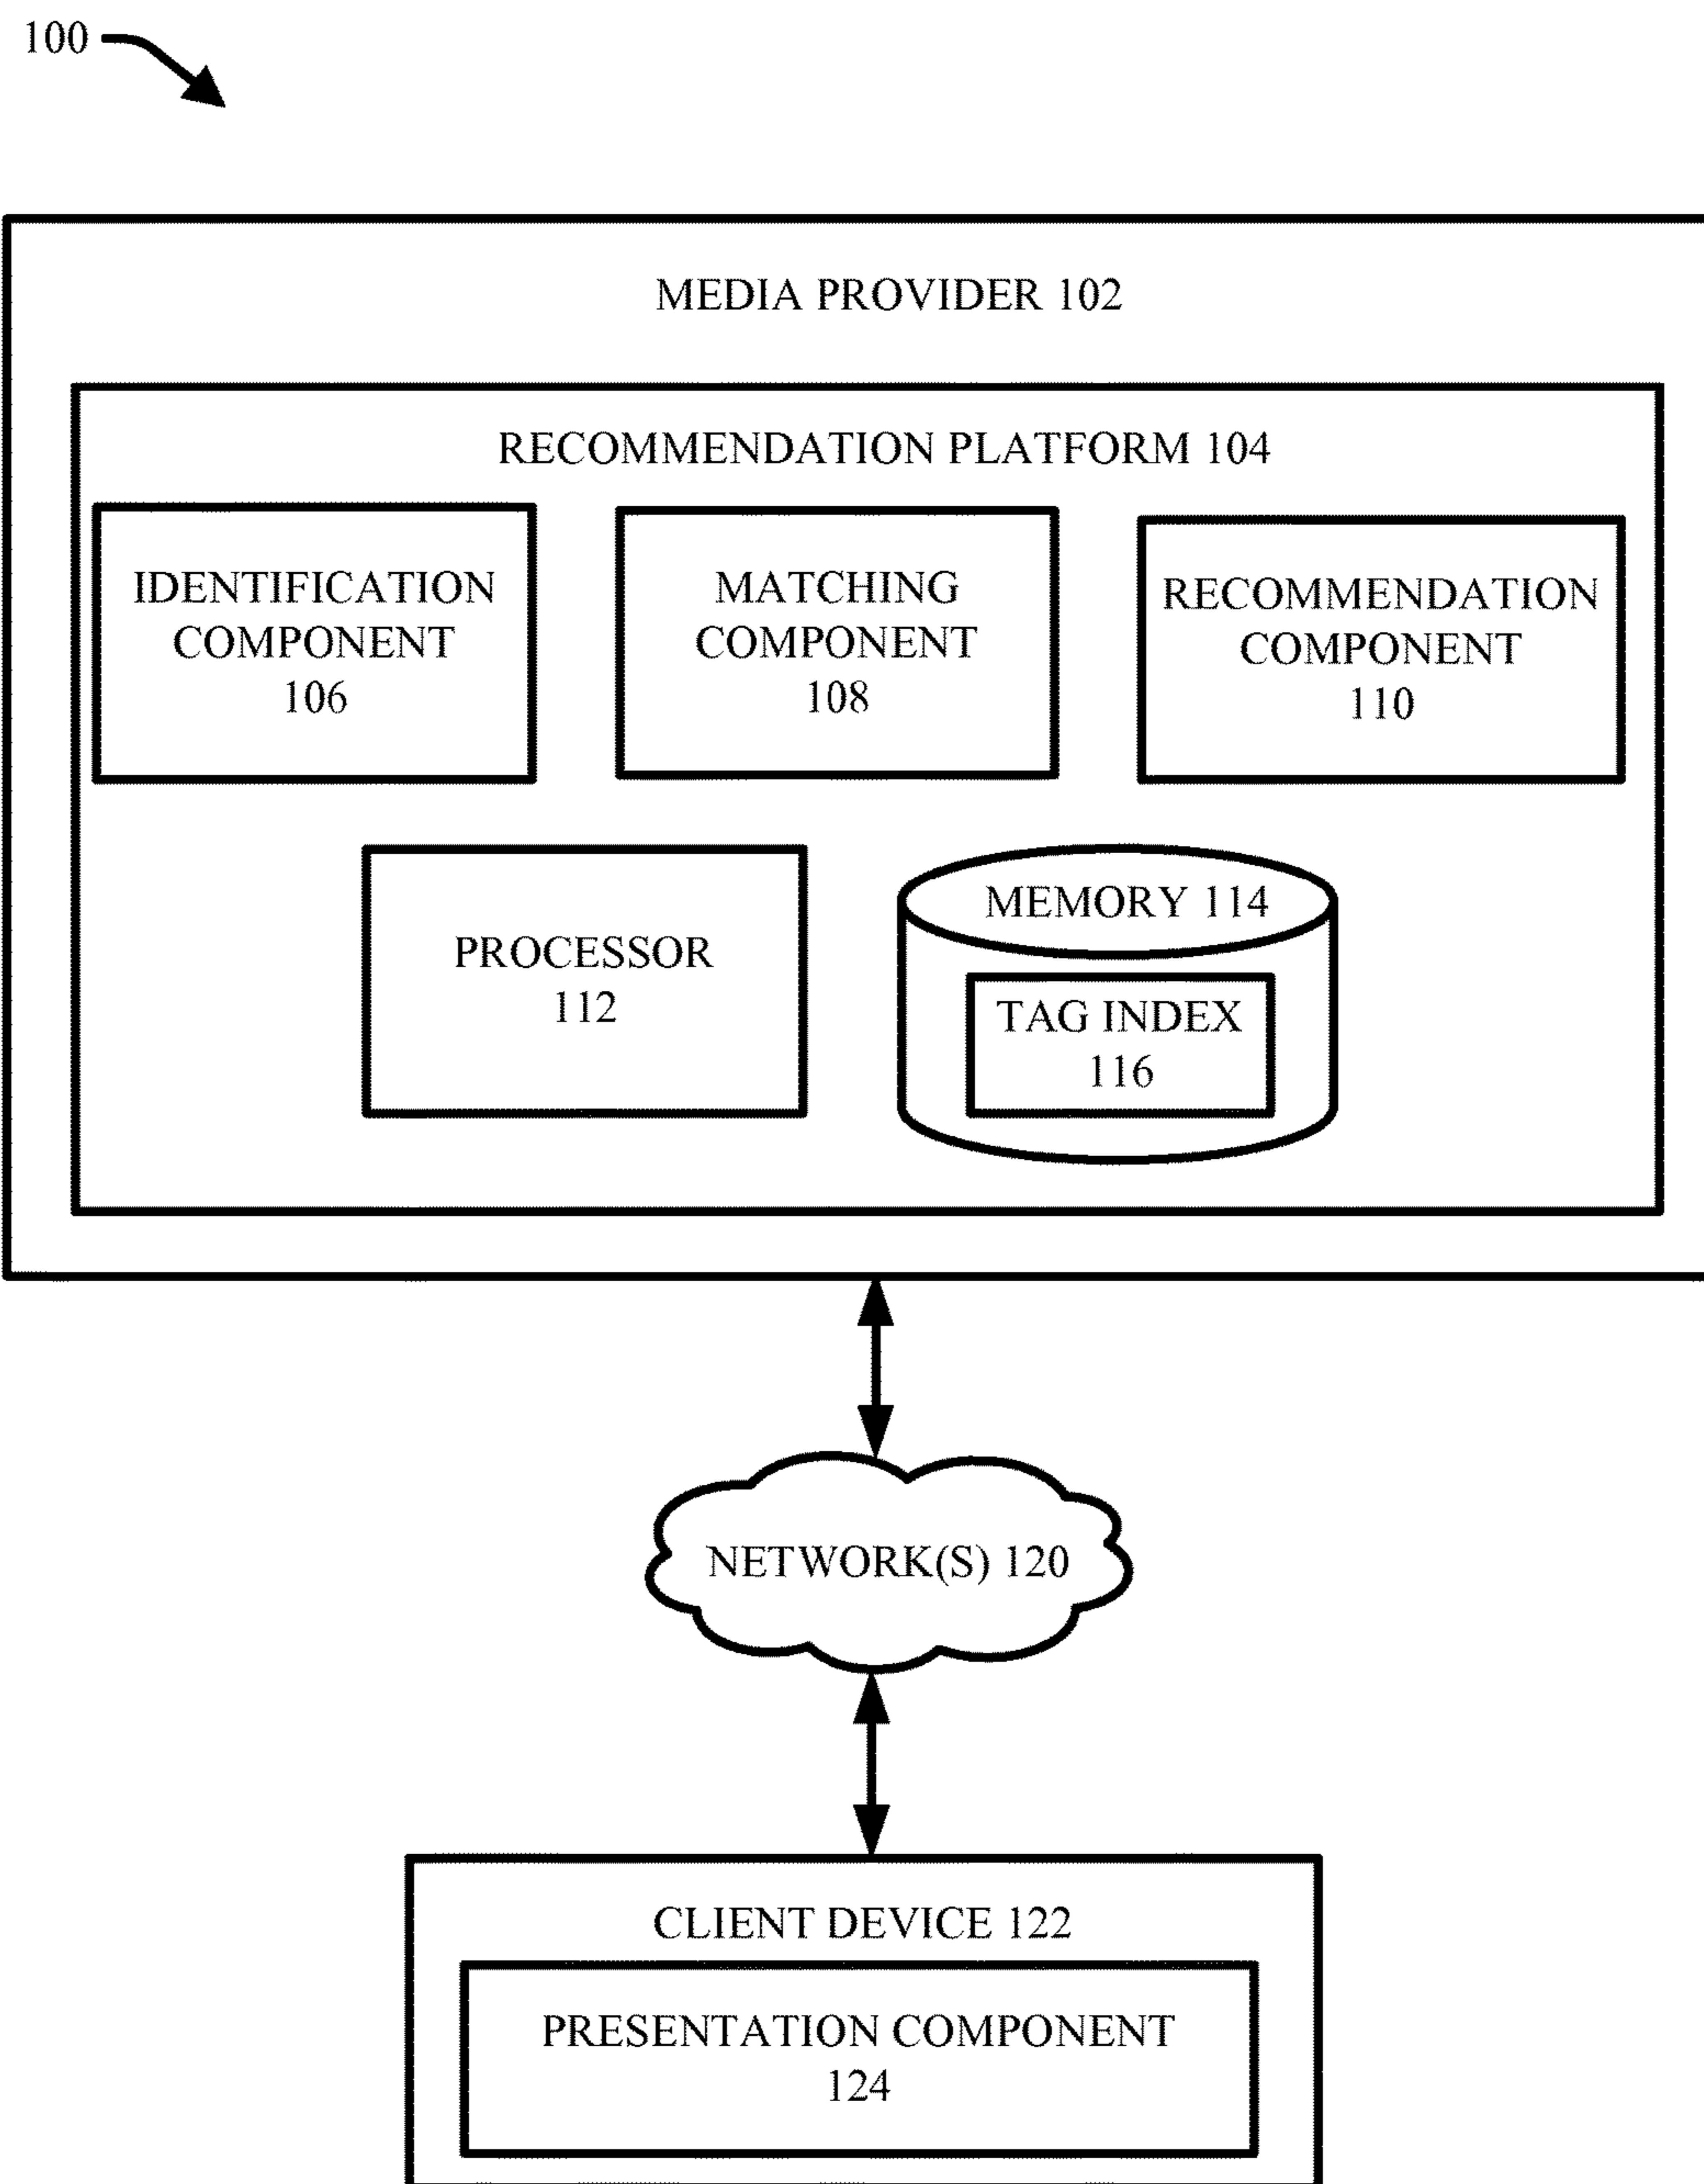 100
MEDIA PROVIDER 102
RECOMMENDATION PLATFORM 104
IDENTIFICATION
COMPONENT
106
MATCHING
COMPONENT
108
RECOMMENDATION
COMPONENT
110
PROCESSOR
112
MEMORY 114
TAG INDEX
116
NETWORK(S) 120
CLIENT DEVICE 122
PRESENTATION COMPONENT
124